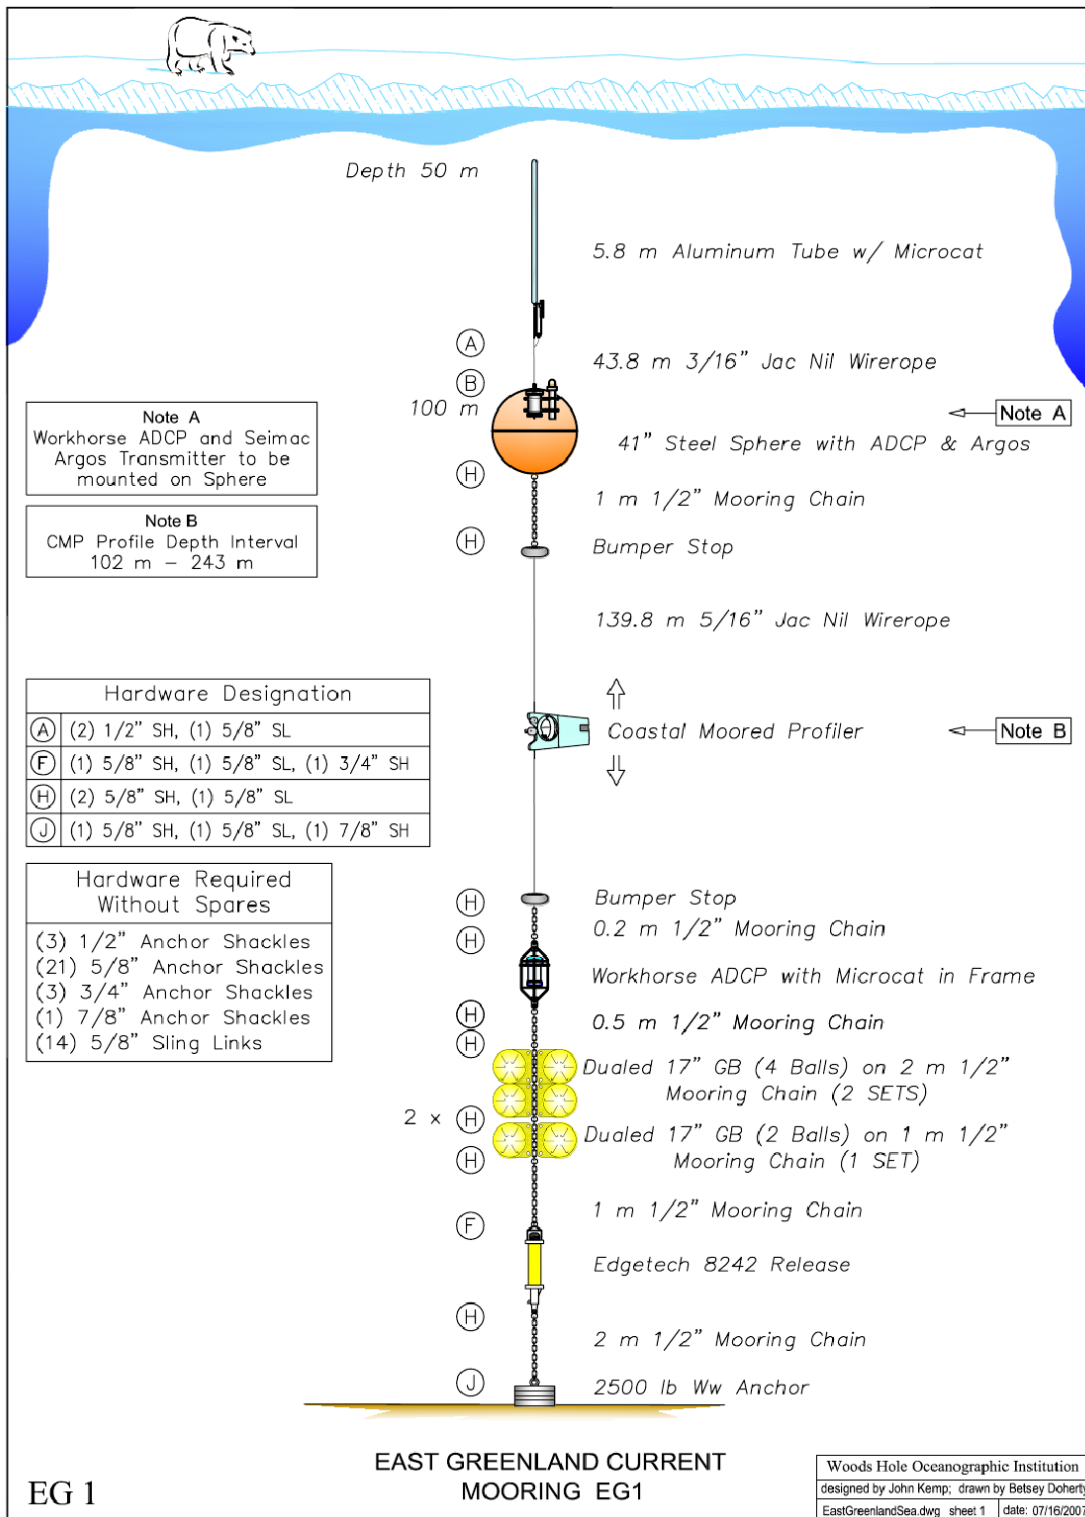 Depth 50 m
5.8 m Aluminum Tube w/ Microcat
A
43.8 m 3/16” Jac Nil Wirerope
B
100 m
Note A
41” Steel Sphere with ADCP & Argos
Note A
Workhorse ADCP and Seimac
Argos Transmitter to be
mounted on Sphere
H
1 m 1/2” Mooring Chain
Note B
CMP Profile Depth Interval
102 m – 243 m
H
Bumper Stop
139.8 m 5/16” Jac Nil Wirerope
Hardware Designation
A (2) 1/2” SH, (1) 5/8” SL
F (1) 5/8” SH, (1) 5/8” SL, (1) 3/4” SH
H (2) 5/8” SH, (1) 5/8” SL
J (1) 5/8” SH, (1) 5/8” SL, (1) 7/8” SH
Coastal Moored Profiler
Note B
Hardware Required
Without Spares
(3) 1/2” Anchor Shackles
(21) 5/8” Anchor Shackles
(3) 3/4” Anchor Shackles
(1) 7/8” Anchor Shackles
(14) 5/8” Sling Links
H
Bumper Stop
0.2 m 1/2” Mooring Chain
H
Workhorse ADCP with Microcat in Frame
H
0.5 m 1/2” Mooring Chain
H
Dualed 17” GB (4 Balls) on 2 m 1/2”
Mooring Chain (2 SETS)
2 x H
Dualed 17” GB (2 Balls) on 1 m 1/2”
Mooring Chain (1 SET)
H
1 m 1/2” Mooring Chain
F
Edgetech 8242 Release
H
2 m 1/2” Mooring Chain
J
2500 lb Ww Anchor
EAST GREENLAND CURRENT
MOORING EG1
EG 1
Woods Hole Oceanographic Institution
designed by John Kemp; drawn by Betsey Doherty
EastGreenlandSea.dwg sheet 1 date: 07/16/2007